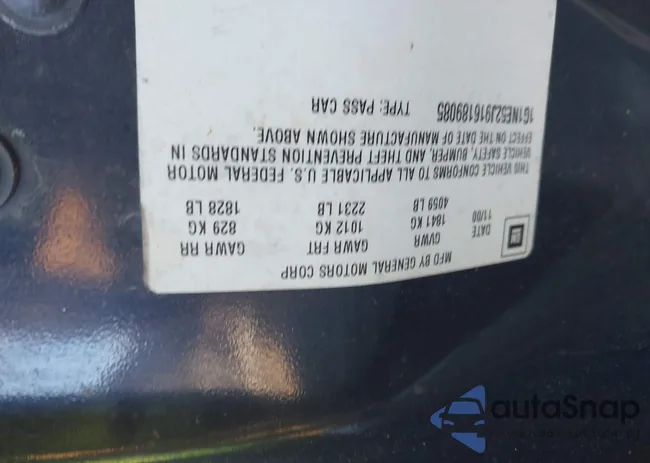 MFD BY GENERAL MOTORS CORP
GM
DATE GVWR GAWR FRT GAWR RR
11/00 1841 KG 1012 KG 829 KG
4059 LB 2231 LB 1828 LB
THIS VEHICLE CONFORMS TO ALL APPLICABLE U.S. FEDERAL MOTOR
VEHICLE SAFETY, BUMPER, AND THEFT PREVENTION STANDARDS IN
EFFECT ON THE DATE OF MANUFACTURE SHOWN ABOVE.
1G1NE52J916189085 TYPE: PASS CAR
autaSnap